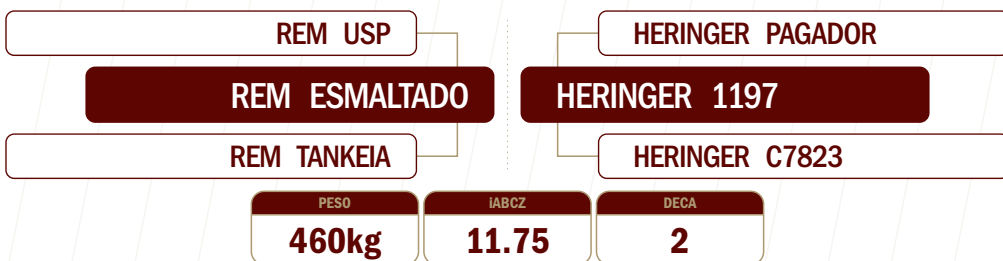 REM USP
HERINGER PAGADOR
REM ESMALTADO
HERINGER 1197
REM TANKEIA
HERINGER C7823
PESO
iABCZ
DECA
460kg
11.75
2